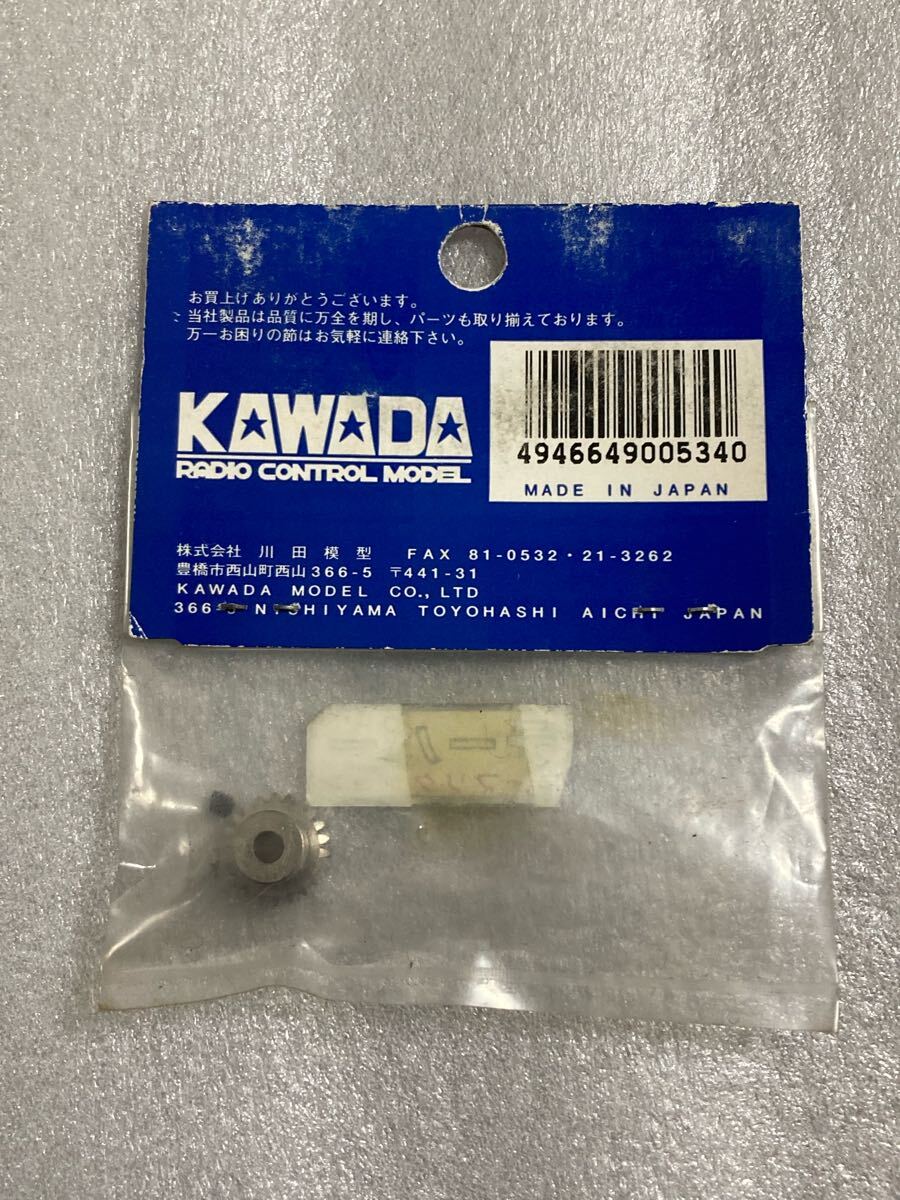 お買上げありがとうございます。
当社製品は品質に万全を期し、パーツも取り揃えております。
万一お困りの節はお気軽に連絡下さい。
KAWADA
RADIO CONTROL MODEL
4946649005340
MADE IN JAPAN
株式会社 川田模型 FAX 81-0532・21-3262
豊橋市西山町西山366-5 〒441-31
KAWADA MODEL CO., LTD
366-5 NISHIYAMA TOYOHASHI AICHI JAPAN